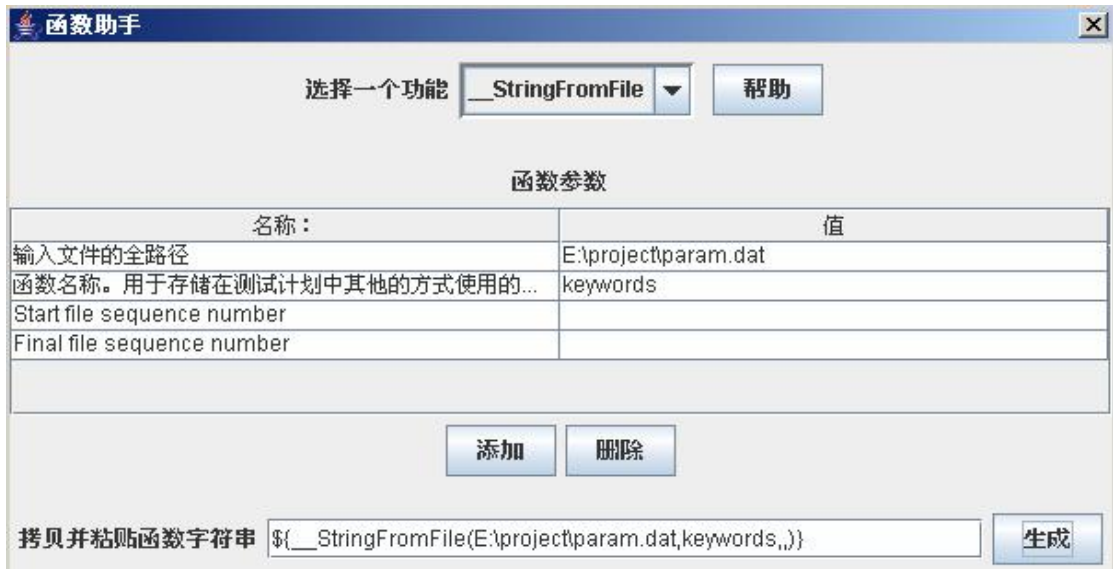 函数助手
选择一个功能 __StringFromFile 帮助
函数参数
名称： 值
输入文件的全路径 E:\project\param.dat
函数名称。用于存储在测试计划中其他的方式使用的... keywords
Start file sequence number
Final file sequence number
添加 删除
拷贝并粘贴函数字符串 ${__StringFromFile(E:\project\param.dat,keywords,,)} 生成